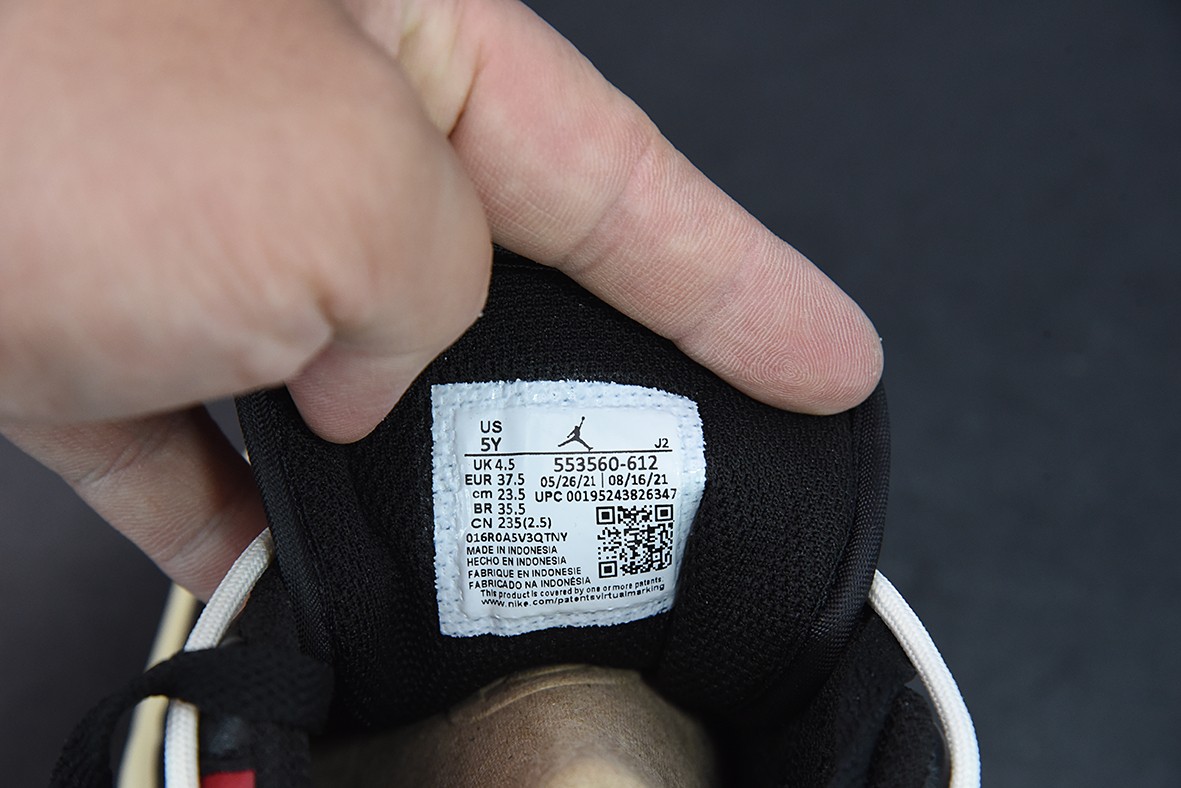 US
5Y
J2
UK 4.5
553560-612
EUR 37.5
05/26/21 | 08/16/21
cm 23.5
UPC 00195243826347
BR 35.5
CN 235(2.5)
016R0A5V3QTNY
MADE IN INDONESIA
HECHO EN INDONESIA
FABRIQUE EN INDONESIE
FABRICADO NA INDONÉSIA
This product is covered by one or more patents.
www.nike.com/patentsvirtualmarking